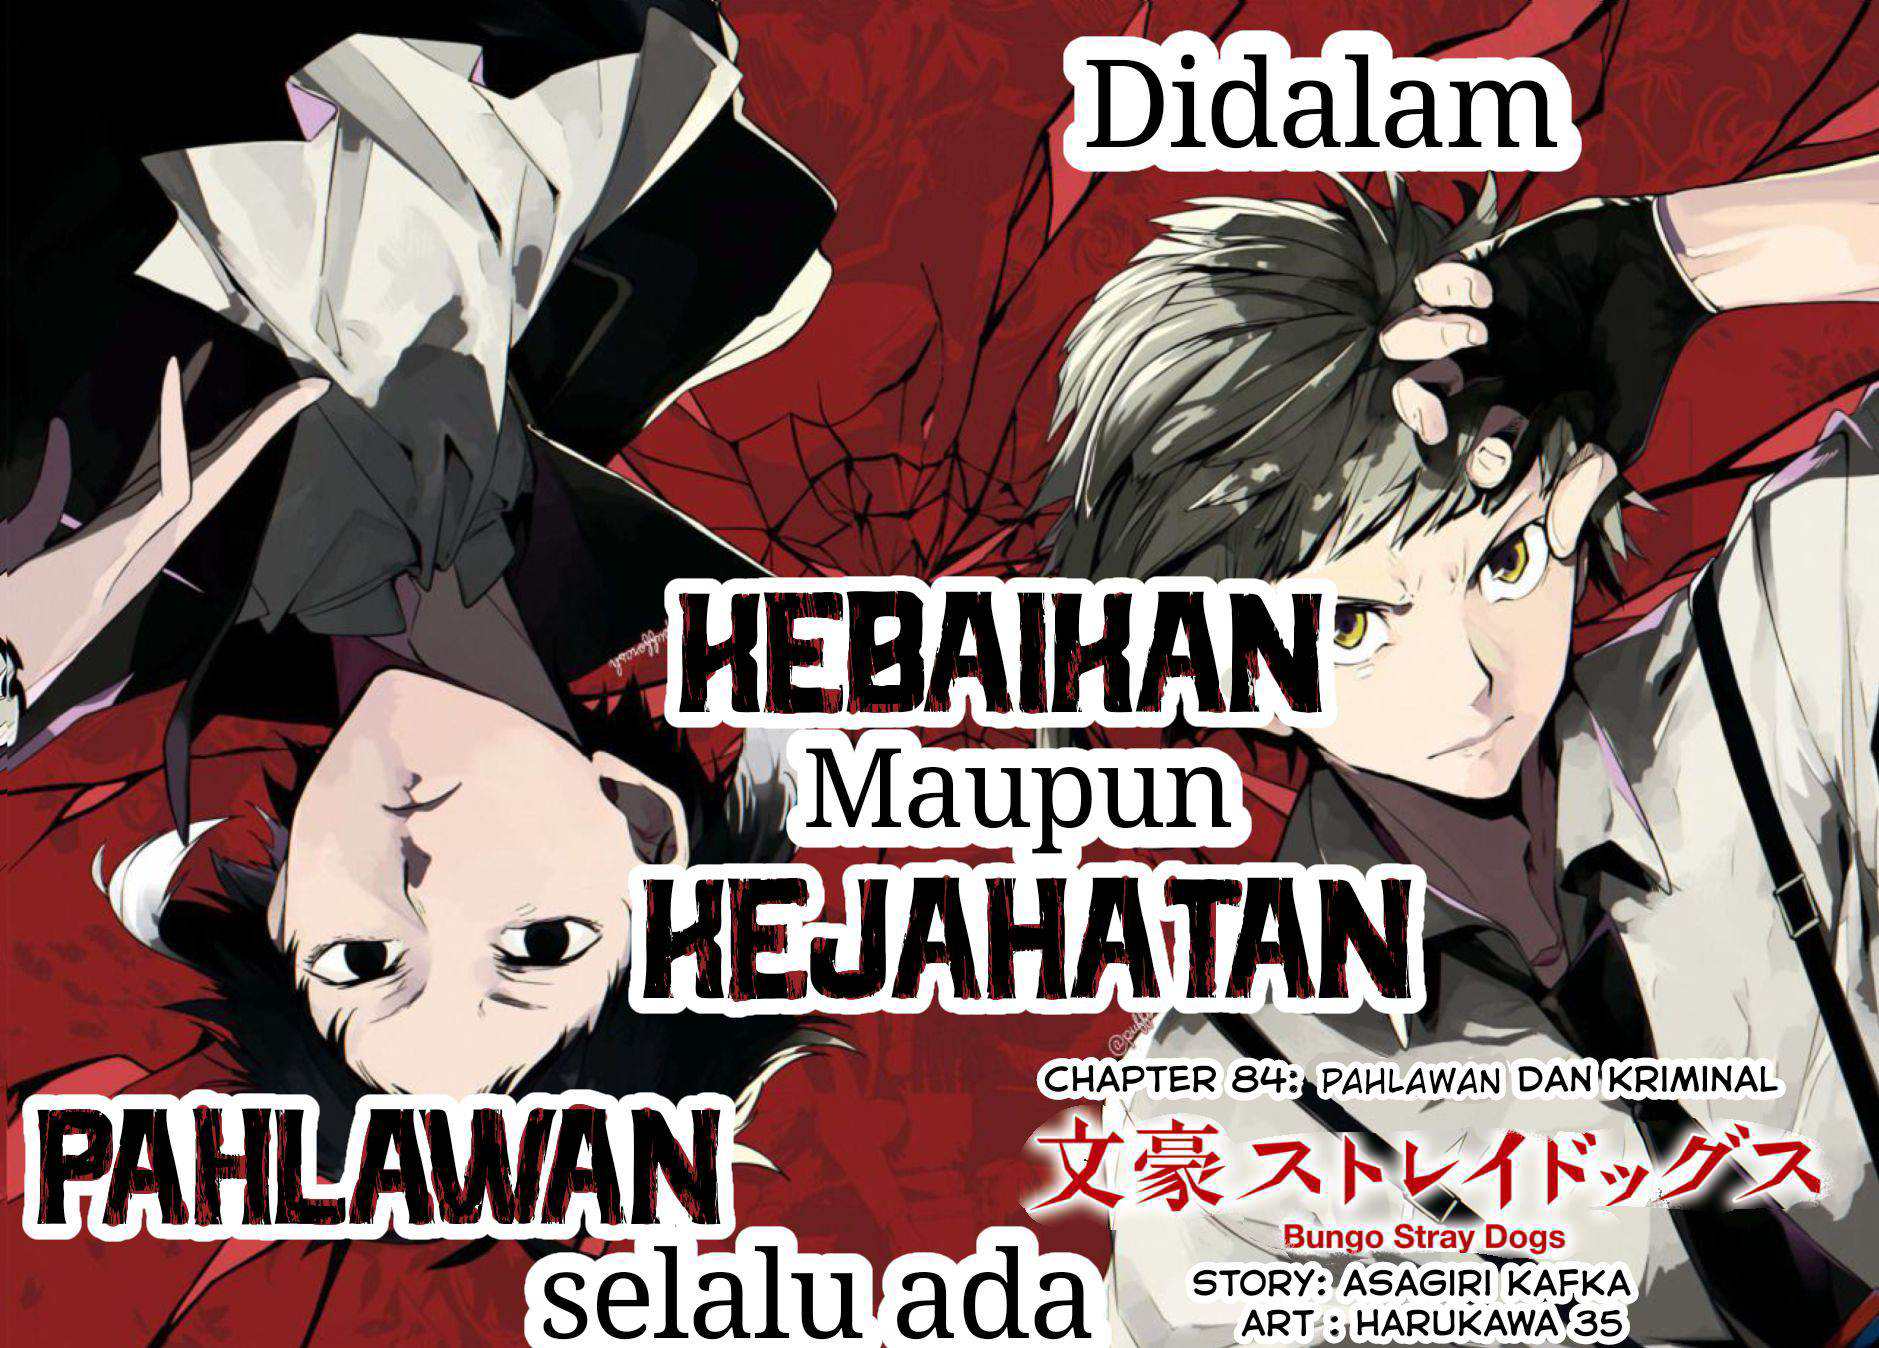 Didalam
KEBAIKAN
Maupun
KEJAHATAN
PAHLAWAN
selalu ada
CHAPTER 84: PAHLAWAN DAN KRIMINAL
文豪ストレイドッグス
Bungo Stray Dogs
STORY: ASAGIRI KAFKA
ART : HARUKAWA 35